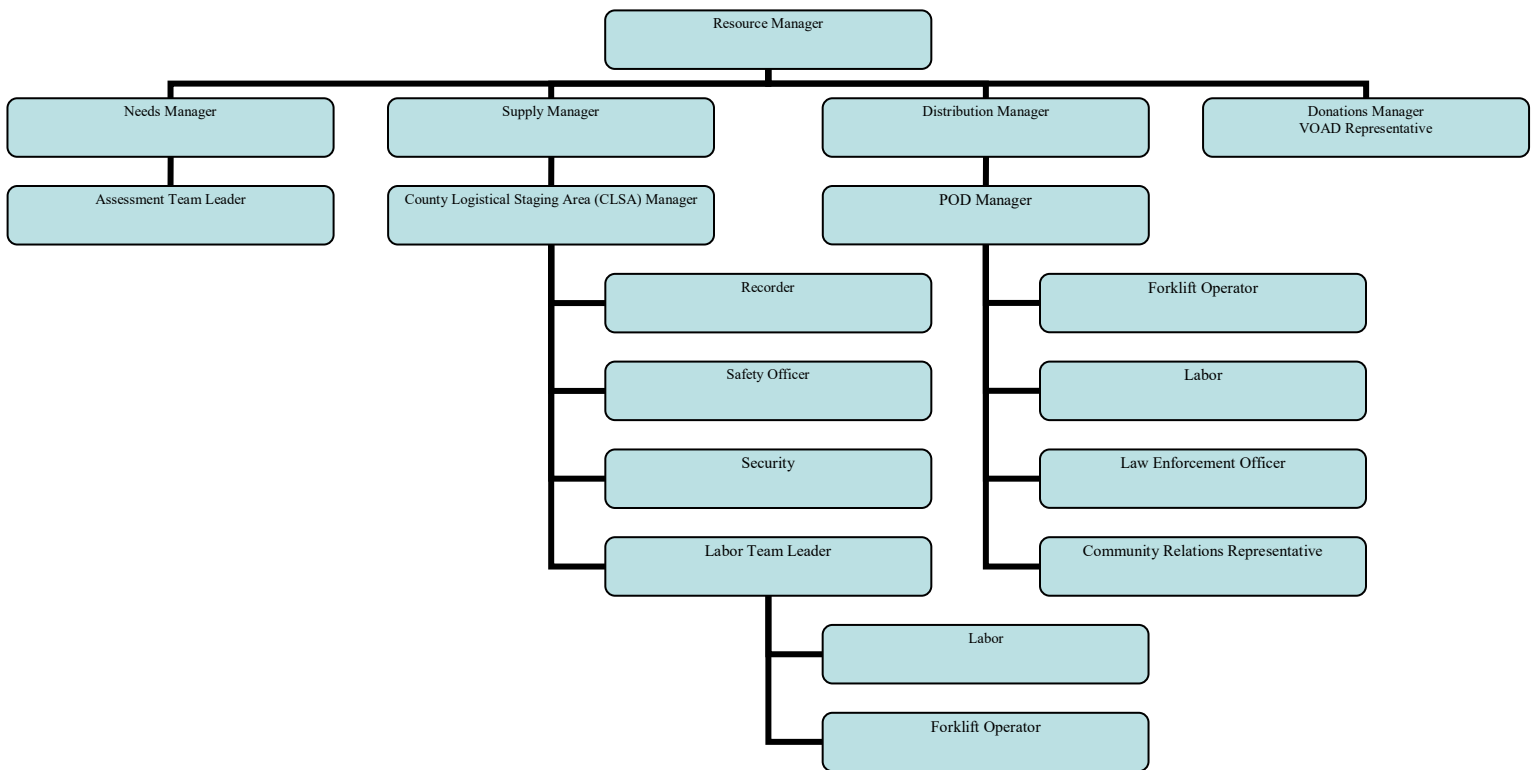 Resource Manager
Needs Manager
Supply Manager
Distribution Manager
Donations Manager
VOAD Representative
Assessment Team Leader
County Logistical Staging Area (CLSA) Manager
POD Manager
Recorder
Forklift Operator
Safety Officer
Labor
Security
Law Enforcement Officer
Labor Team Leader
Community Relations Representative
Labor
Forklift Operator